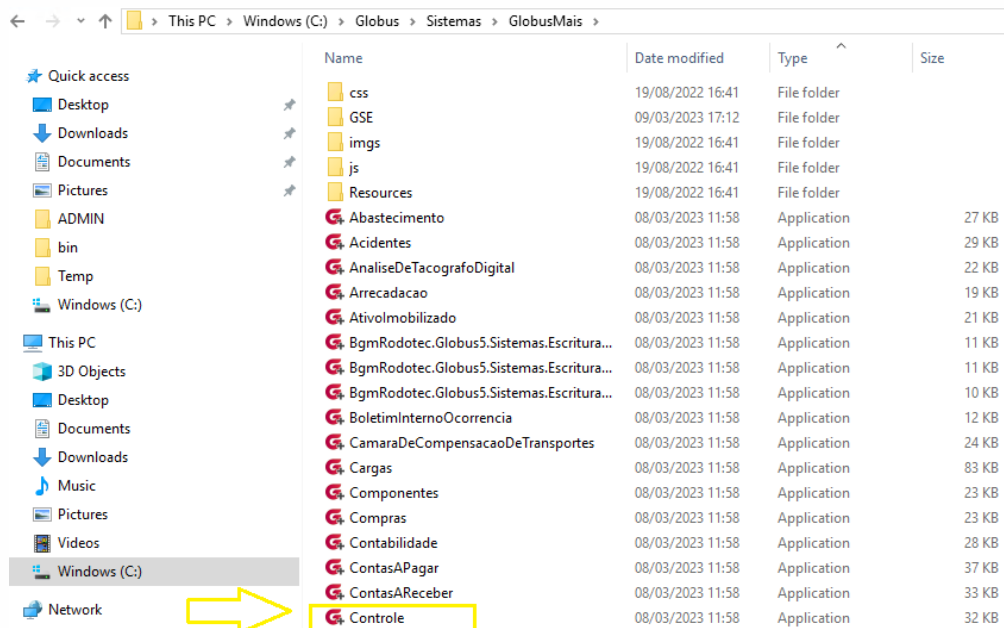 This PC > Windows (C:) > Globus > Sistemas > GlobusMais >
Name Date modified Type Size
Quick access
Desktop
Downloads
Documents
Pictures
ADMIN
bin
Temp
Windows (C:)
This PC
3D Objects
Desktop
Documents
Downloads
Music
Pictures
Videos
Windows (C:)
Network
css 19/08/2022 16:41 File folder
GSE 09/03/2023 17:12 File folder
imgs 19/08/2022 16:41 File folder
js 19/08/2022 16:41 File folder
Resources 19/08/2022 16:41 File folder
Abastecimento 08/03/2023 11:58 Application 27 KB
Acidentes 08/03/2023 11:58 Application 29 KB
AnaliseDeTacografoDigital 08/03/2023 11:58 Application 22 KB
Arrecadacao 08/03/2023 11:58 Application 19 KB
AtivoImobilizado 08/03/2023 11:58 Application 21 KB
BgmRodotec.Globus5.Sistemas.Escritura... 08/03/2023 11:58 Application 11 KB
BgmRodotec.Globus5.Sistemas.Escritura... 08/03/2023 11:58 Application 11 KB
BgmRodotec.Globus5.Sistemas.Escritura... 08/03/2023 11:58 Application 10 KB
BoletimInternoOcorrencia 08/03/2023 11:58 Application 12 KB
CamaraDeCompensacaoDeTransportes 08/03/2023 11:58 Application 24 KB
Cargas 08/03/2023 11:58 Application 83 KB
Componentes 08/03/2023 11:58 Application 23 KB
Compras 08/03/2023 11:58 Application 23 KB
Contabilidade 08/03/2023 11:58 Application 28 KB
ContasAPagar 08/03/2023 11:58 Application 37 KB
ContasAReceber 08/03/2023 11:58 Application 33 KB
Controle 08/03/2023 11:58 Application 32 KB